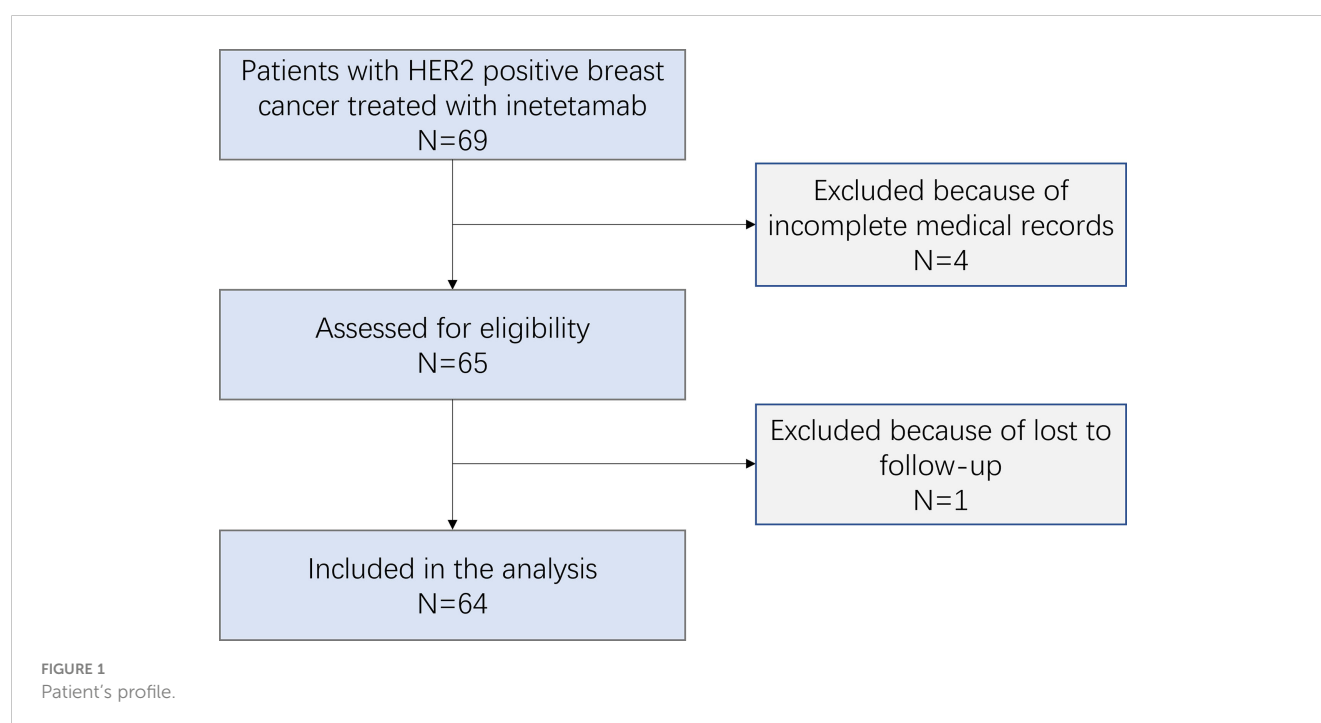 Patients with HER2 positive breast
cancer treated with inetetamab
N=69
Excluded because of
incomplete medical records
N=4
Assessed for eligibility
N=65
Excluded because of lost to
follow-up
N=1
Included in the analysis
N=64
FIGURE 1
Patient's profile.